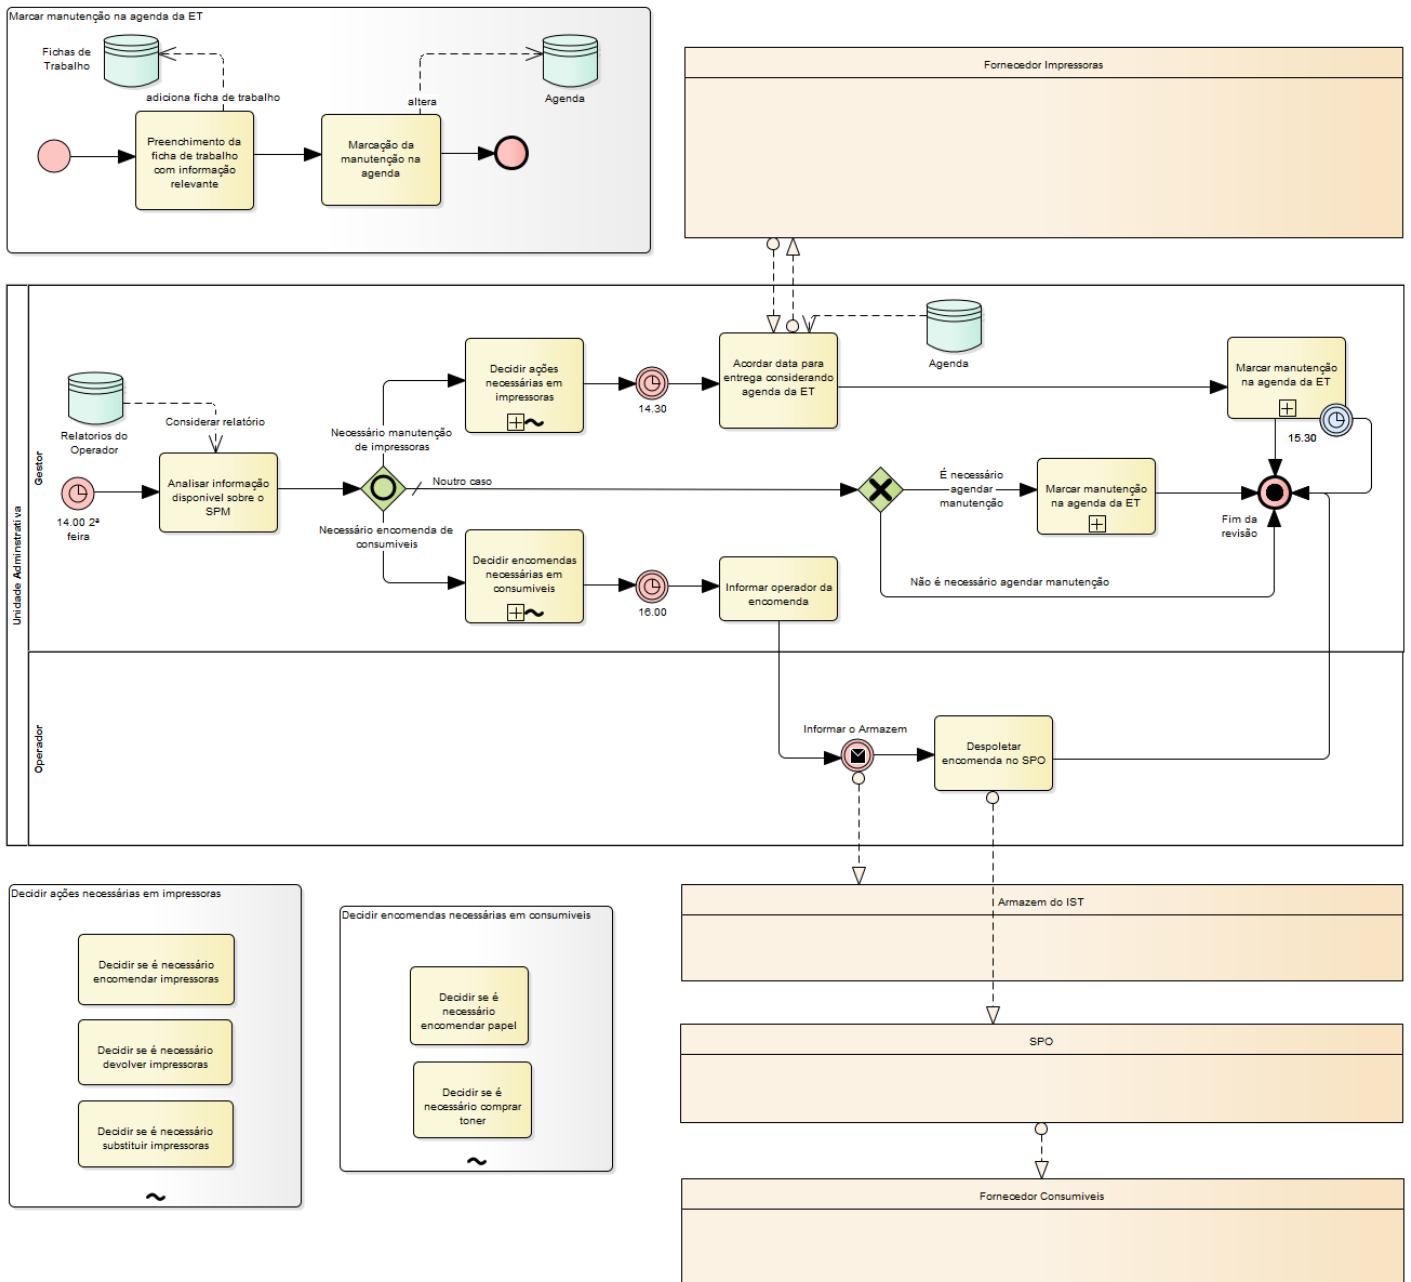 Marcar manutenção na agenda da ET
Fichas de
Trabalho
adiciona ficha de trabalho
altera
Agenda
Preenchimento da
ficha de trabalho
com informação
relevante
Marcação da
manutenção na
agenda
Fornecedor Impressoras
Unidade Adminstrativa
Gestor
Relatorios do
Operador
Considerar relatório
14.00 2ª
feira
Analisar informação
disponivel sobre o
SPM
Necessário manutenção
de impressoras
Noutro caso
Necessário encomenda de
consumiveis
Decidir ações
necessárias em
impressoras
14.30
Acordar data para
entrega considerando
agenda da ET
Agenda
Marcar manutenção
na agenda da ET
15.30
É necessário
agendar
manutenção
Marcar manutenção
na agenda da ET
Fim da
revisão
Não é necessário agendar manutenção
Decidir encomendas
necessárias em
consumiveis
16.00
Informar operador da
encomenda
Operador
Informar o Armazem
Despoletar
encomenda no SPO
Decidir ações necessárias em impressoras
Decidir se é necessário
encomendar impressoras
Decidir se é necessário
devolver impressoras
Decidir se é necessário
substituir impressoras
Decidir encomendas necessárias em consumiveis
Decidir se é
necessário
encomendar papel
Decidir se é
necessário comprar
toner
Armazem do IST
SPO
Fornecedor Consumiveis